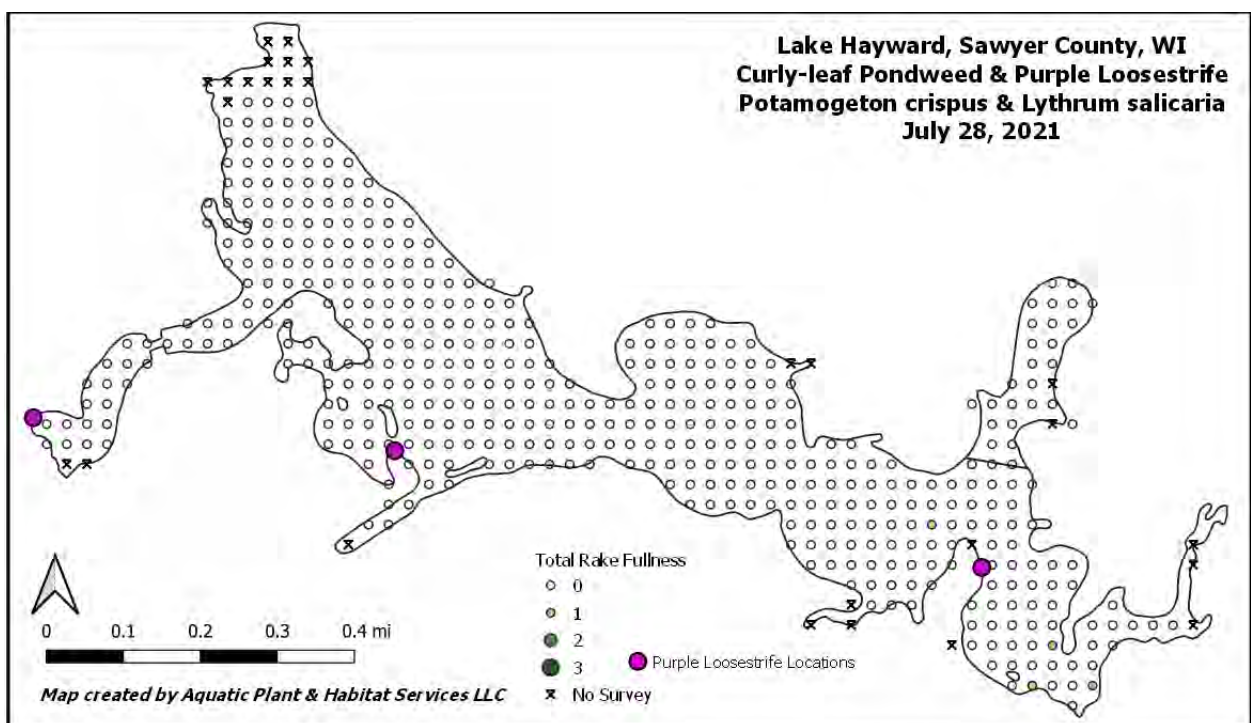 Lake Hayward, Sawyer County, WI
Curly-leaf Pondweed & Purple Loosestrife
Potamogeton crispus & Lythrum salicaria
July 28, 2021
Total Rake Fullness
0
1
2
3
No Survey
Purple Loosestrife Locations
0 0.1 0.2 0.3 0.4 mi
Map created by Aquatic Plant & Habitat Services LLC